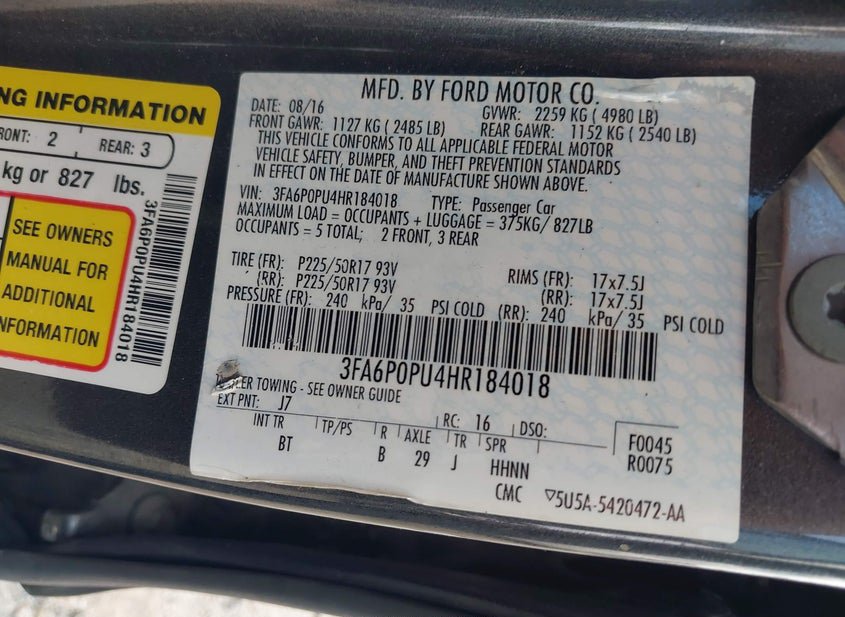 NG INFORMATION
RONT: 2
REAR: 3
kg or 827 lbs.
SEE OWNERS
MANUAL FOR
ADDITIONAL
NFORMATION
3FA6P0PU4HR184018
MFD. BY FORD MOTOR CO.
DATE: 08/16 GVWR: 2259 KG ( 4980 LB)
FRONT GAWR: 1127 KG ( 2485 LB) REAR GAWR: 1152 KG ( 2540 LB)
THIS VEHICLE CONFORMS TO ALL APPLICABLE FEDERAL MOTOR
VEHICLE SAFETY, BUMPER, AND THEFT PREVENTION STANDARDS
IN EFFECT ON THE DATE OF MANUFACTURE SHOWN ABOVE.
VIN: 3FA6P0PU4HR184018 TYPE: Passenger Car
MAXIMUM LOAD = OCCUPANTS + LUGGAGE = 375KG/ 827LB
OCCUPANTS = 5 TOTAL; 2 FRONT, 3 REAR
TIRE (FR): P225/50R17 93V RIMS (FR): 17x7.5J
(RR): P225/50R17 93V (RR): 17x7.5J
PRESSURE (FR): 240 kPa/ 35 PSI COLD (RR): 240 kPa/ 35 PSI COLD
3FA6P0PU4HR184018
TOWING - SEE OWNER GUIDE
EXT PNT: J7 RC: 16 DSO:
INT TR TP/PS R AXLE TR SPR F0045
BT B 29 J HHNN R0075
CMC ▽5U5A-5420472-AA